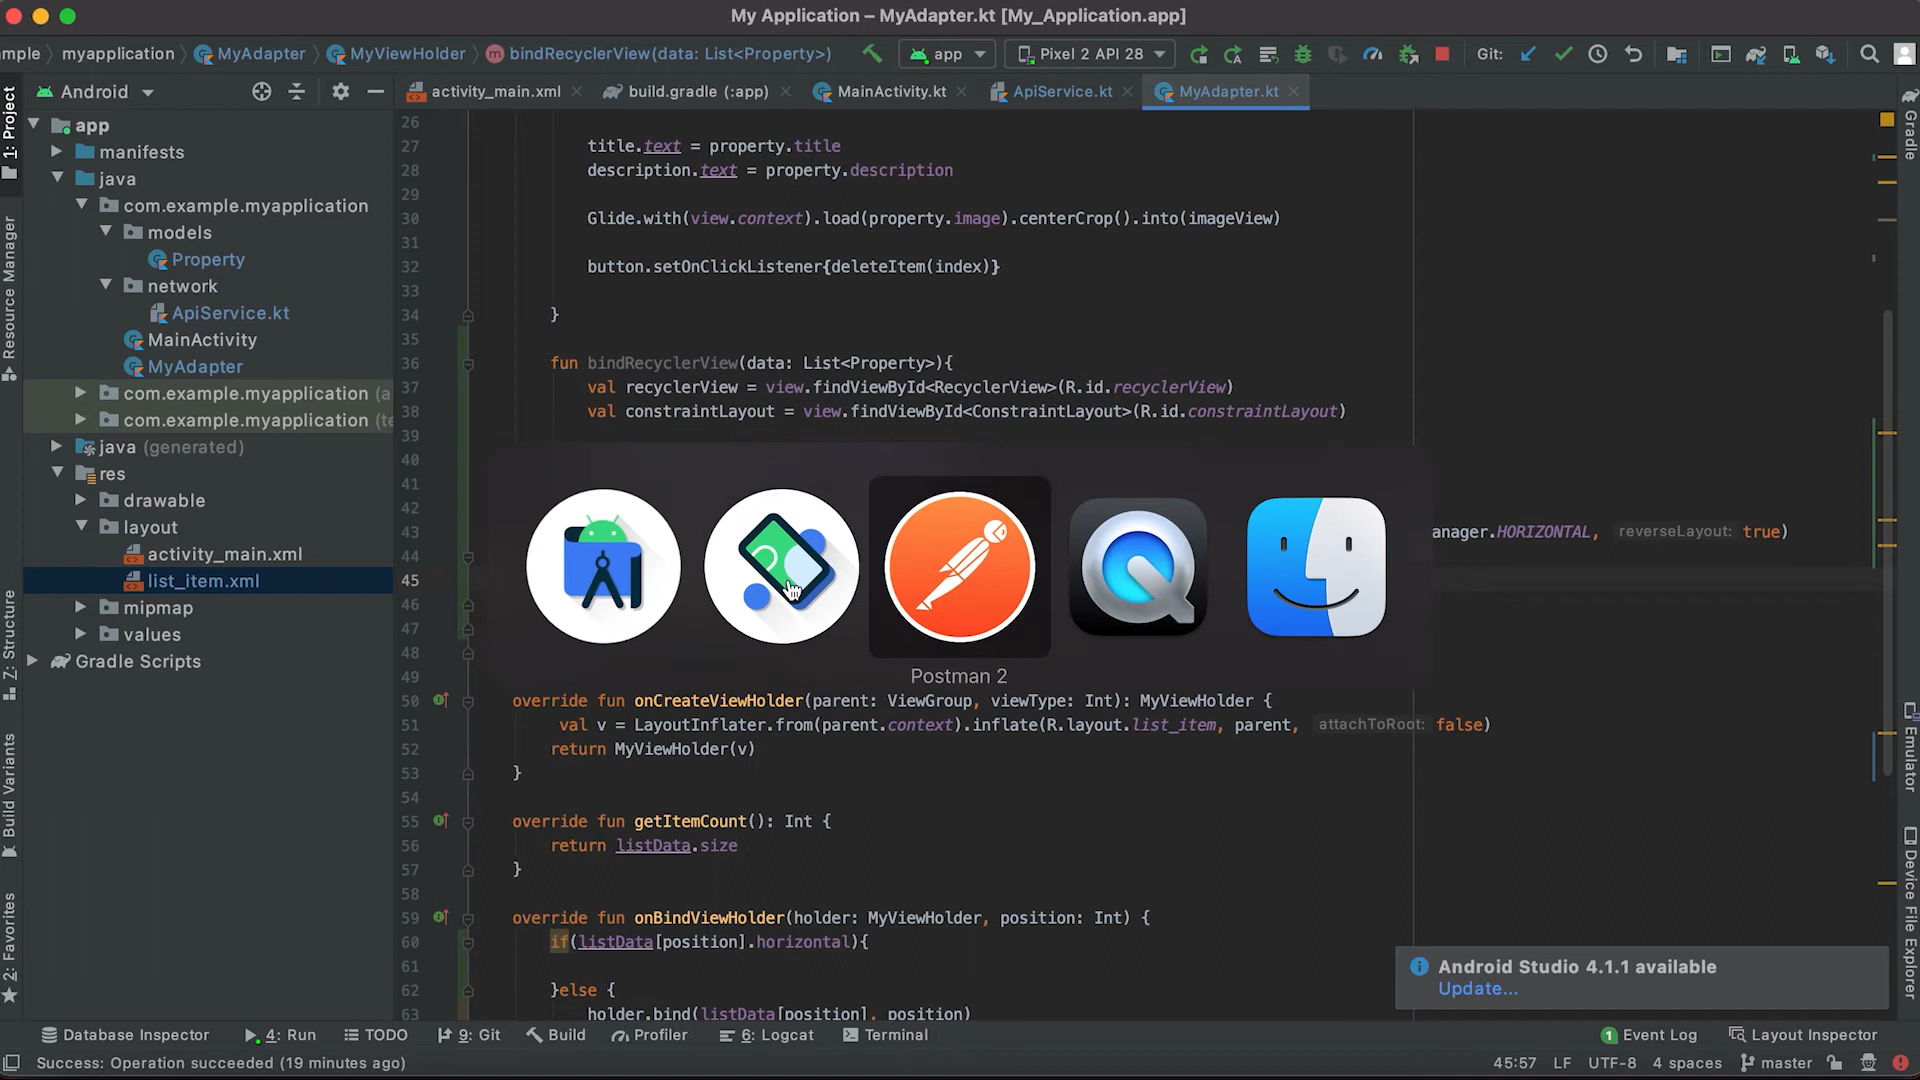 My Application – MyAdapter.kt [My_Application.app]
mple myapplication MyAdapter MyViewHolder bindRecyclerView(data: List<Property>) app Pixel 2 API 28 Git:
Android
activity_main.xml build.gradle (:app) MainActivity.kt ApiService.kt MyAdapter.kt
1: Project
Resource Manager
7: Structure
Build Variants
2: Favorites
app
manifests
java
com.example.myapplication
models
Property
network
ApiService.kt
MainActivity
MyAdapter
com.example.myapplication (a
com.example.myapplication (te
java (generated)
res
drawable
layout
activity_main.xml
list_item.xml
mipmap
values
Gradle Scripts
26
27 title.text = property.title
28 description.text = property.description
29
30 Glide.with(view.context).load(property.image).centerCrop().into(imageView)
31
32 button.setOnClickListener{deleteItem(index)}
33
34 }
35
36 fun bindRecyclerView(data: List<Property>){
37 val recyclerView = view.findViewById<RecyclerView>(R.id.recyclerView)
38 val constraintLayout = view.findViewById<ConstraintLayout>(R.id.constraintLayout)
39
40
41
42
43 anager.HORIZONTAL, reverseLayout: true)
44
45
46
47
48
49
Postman 2
50 override fun onCreateViewHolder(parent: ViewGroup, viewType: Int): MyViewHolder {
51 val v = LayoutInflater.from(parent.context).inflate(R.layout.list_item, parent, attachToRoot: false)
52 return MyViewHolder(v)
53 }
54
55 override fun getItemCount(): Int {
56 return listData.size
57 }
58
59 override fun onBindViewHolder(holder: MyViewHolder, position: Int) {
60 if(listData[position].horizontal){
61
62 }else {
63 holder.bind(listData[position], position)
Gradle
Emulator
Device File Explorer
Android Studio 4.1.1 available
Update...
Database Inspector 4: Run TODO 9: Git Build Profiler 6: Logcat Terminal 1 Event Log Layout Inspector
Success: Operation succeeded (19 minutes ago) 45:57 LF UTF-8 4 spaces master